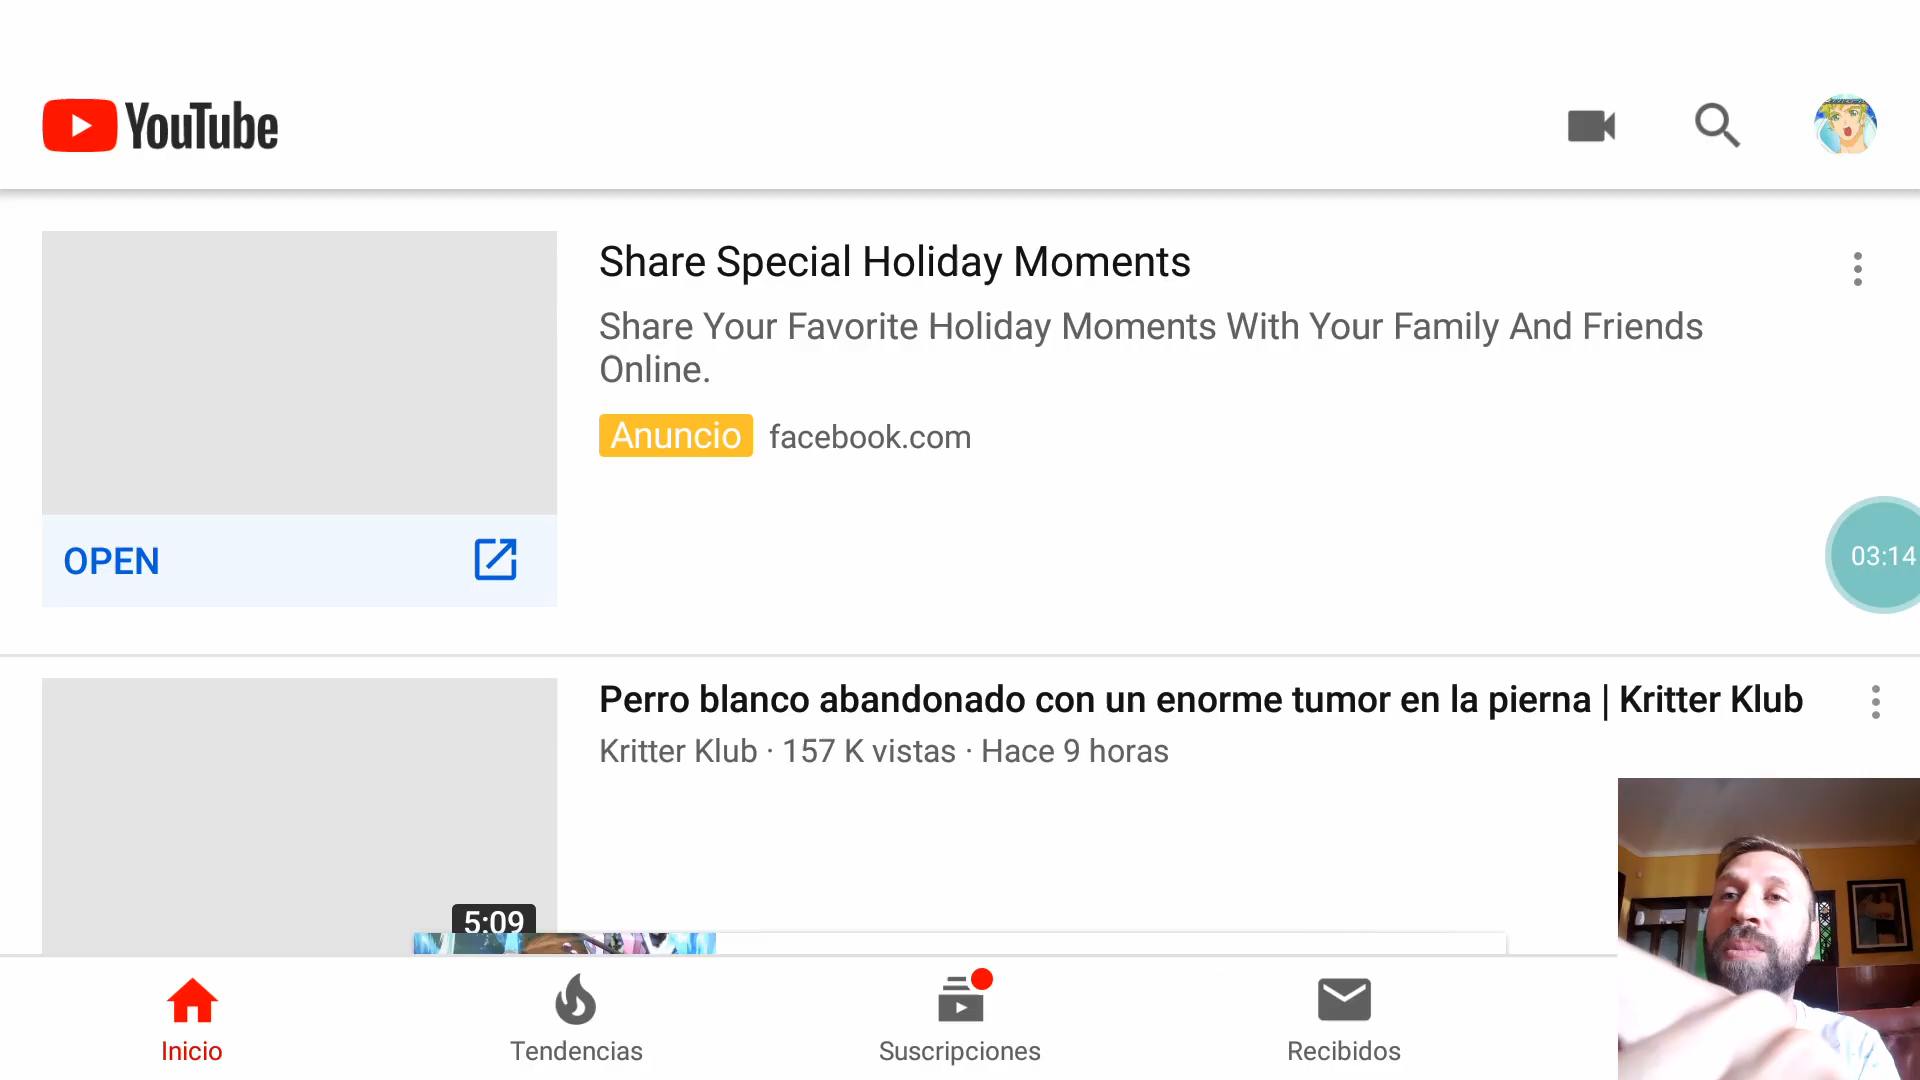 YouTube
Share Special Holiday Moments
Share Your Favorite Holiday Moments With Your Family And Friends
Online.
Anuncio facebook.com
OPEN
03:14
Perro blanco abandonado con un enorme tumor en la pierna | Kritter Klub
Kritter Klub · 157 K vistas · Hace 9 horas
5:09
Inicio
Tendencias
Suscripciones
Recibidos